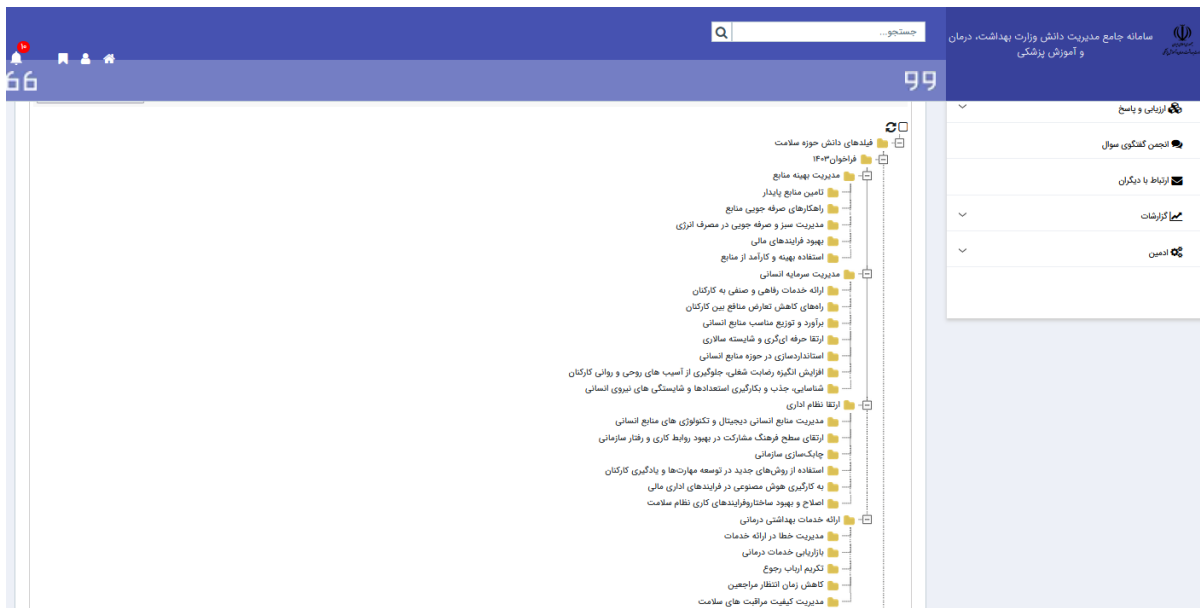 سامانه جامع مدیریت دانش وزارت بهداشت، درمان
و آموزش پزشکی
جستجو...
۱۰
ارزیابی و پاسخ
انجمن گفتگوی سوال
ارتباط با دیگران
گزارشات
ادمین
فیلدهای دانش حوزه سلامت
فراخوان۱۴۰۳
مدیریت بهینه منابع
تامین منابع پایدار
راهکارهای صرفه جویی منابع
مدیریت سبز و صرفه جویی در مصرف انرژی
بهبود فرایندهای مالی
استفاده بهینه و کارآمد از منابع
مدیریت سرمایه انسانی
ارائه خدمات رفاهی و صنفی به کارکنان
راه‌های کاهش تعارض منافع بین کارکنان
برآورد و توزیع مناسب منابع انسانی
ارتقا حرفه ای‌گری و شایسته سالاری
استانداردسازی در حوزه منابع انسانی
افزایش انگیزه رضابت شغلی، جلوگیری از آسیب های روحی و روانی کارکنان
شناسایی، جذب و بکارگیری استعدادها و شایستگی های نیروی انسانی
ارتقا نظام اداری
مدیریت منابع انسانی دیجیتال و تکنولوژی های منابع انسانی
ارتقای سطح فرهنگ مشارکت در بهبود روابط کاری و رفتار سازمانی
چابک‌سازی سازمانی
استفاده از روش‌های جدید در توسعه مهارت‌ها و یادگیری کارکنان
به کارگیری هوش مصنوعی در فرایندهای اداری مالی
اصلاح و بهبود ساختاروفرایندهای کاری نظام سلامت
ارائه خدمات بهداشتی درمانی
مدیریت خطا در ارائه خدمات
بازاریابی خدمات درمانی
تکریم ارباب رجوع
کاهش زمان انتظار مراجعین
مدیریت کیفیت مراقبت های سلامت